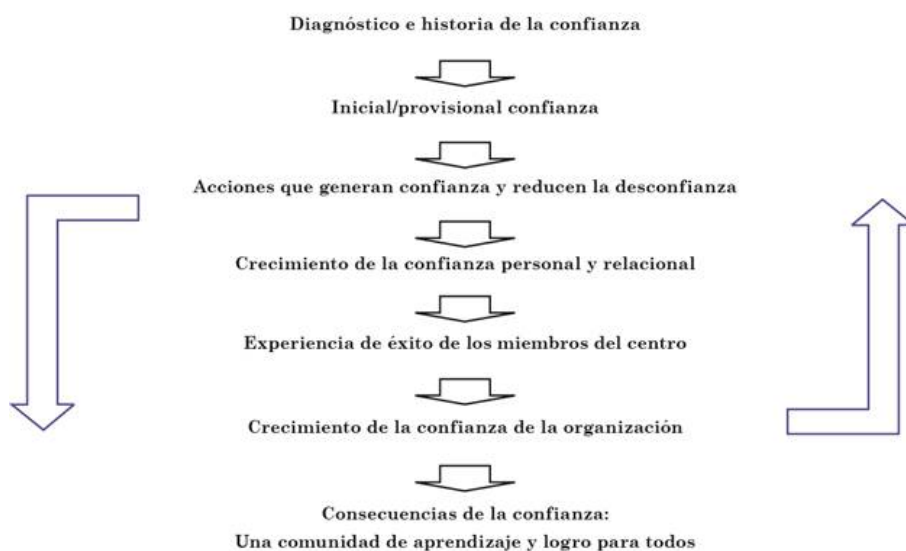 Diagnóstico e historia de la confianza
Inicial/provisional confianza
Acciones que generan confianza y reducen la desconfianza
Crecimiento de la confianza personal y relacional
Experiencia de éxito de los miembros del centro
Crecimiento de la confianza de la organización
Consecuencias de la confianza:
Una comunidad de aprendizaje y logro para todos